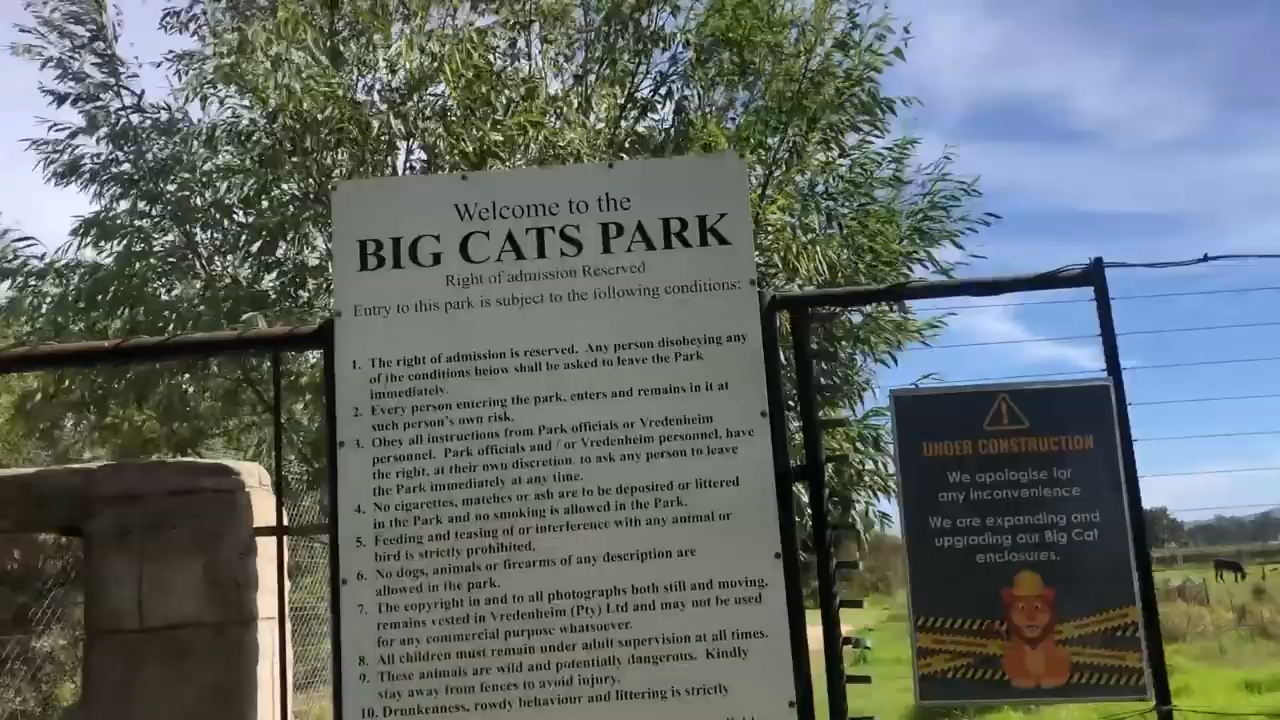 Welcome to the
BIG CATS PARK
Right of admission Reserved
Entry to this park is subject to the following conditions:
1. The right of admission is reserved. Any person disobeying any
of the conditions below shall be asked to leave the Park
immediately.
2. Every person entering the park, enters and remains in it at
such person's own risk.
3. Obey all instructions from Park officials or Vredenheim
personnel. Park officials and / or Vredenheim personnel, have
the right, at their own discretion, to ask any person to leave
the Park immediately at any time.
4. No cigarettes, matches or ash are to be deposited or littered
in the Park and no smoking is allowed in the Park.
5. Feeding and teasing of or interference with any animal or
bird is strictly prohibited.
6. No dogs, animals or firearms of any description are
allowed in the park.
7. The copyright in and to all photographs both still and moving.
remains vested in Vredenheim (Pty) Ltd and may not be used
for any commercial purpose whatsoever.
8. All children must remain under adult supervision at all times.
9. These animals are wild and potentially dangerous. Kindly
stay away from fences to avoid injury.
10. Drunkenness, rowdy behaviour and littering is strictly
UNDER CONSTRUCTION
We apologise for
any inconvenience
We are expanding and
upgrading our Big Cat
enclosures.